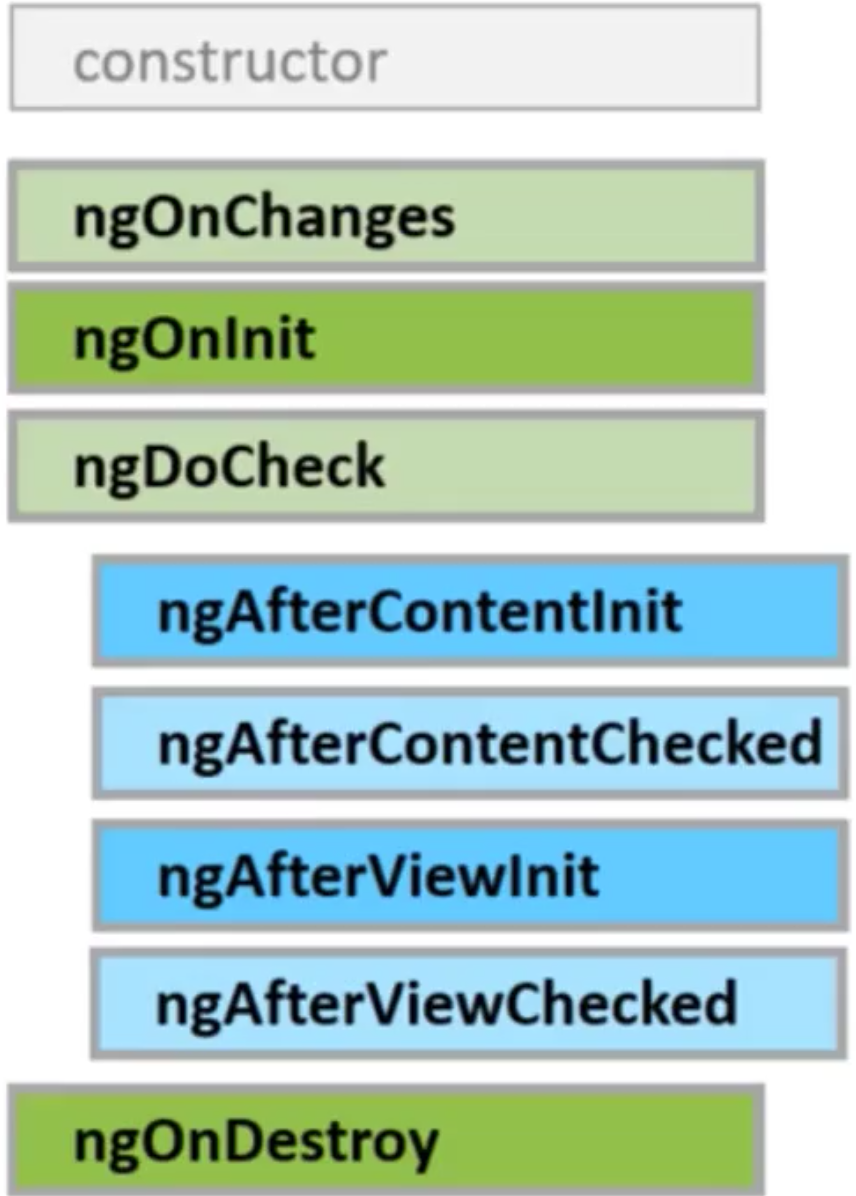 constructor
ngOnChanges
ngOnInit
ngDoCheck
ngAfterContentInit
ngAfterContentChecked
ngAfterViewInit
ngAfterViewChecked
ngOnDestroy